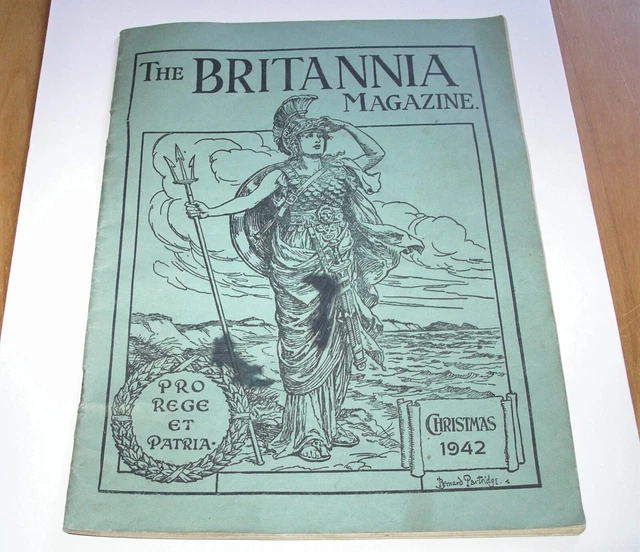 THE BRITANNIA
MAGAZINE.
PRO
REGE
ET
PATRIA.
CHRISTMAS
1942
Bernard Partridge.